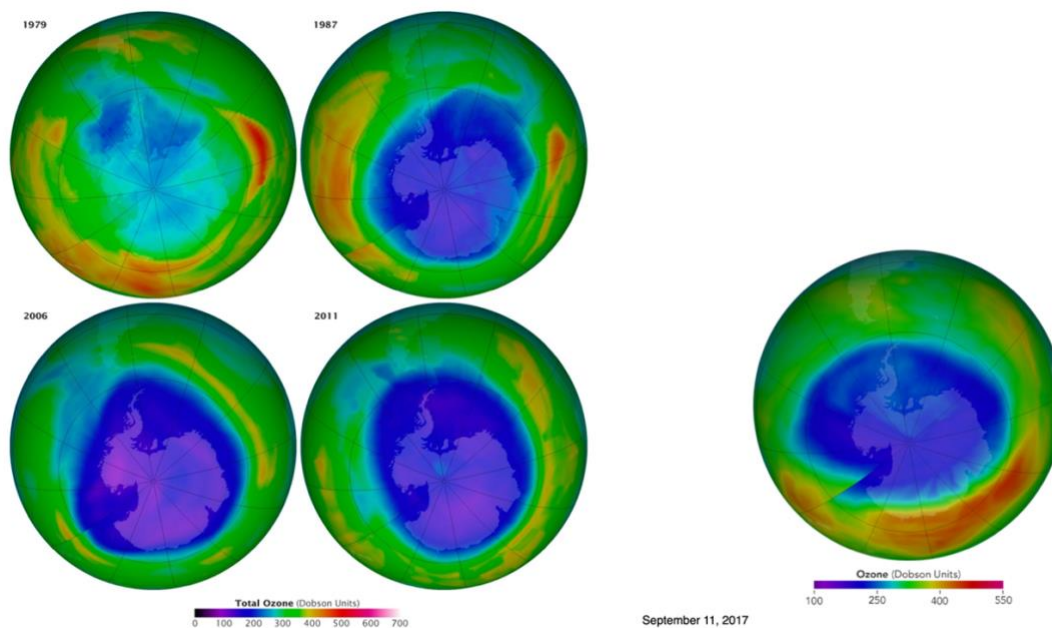 1979
1987
2006
2011
Total Ozone (Dobson Units)
0 100 200 300 400 500 600 700
Ozone (Dobson Units)
100 250 400 550
September 11, 2017